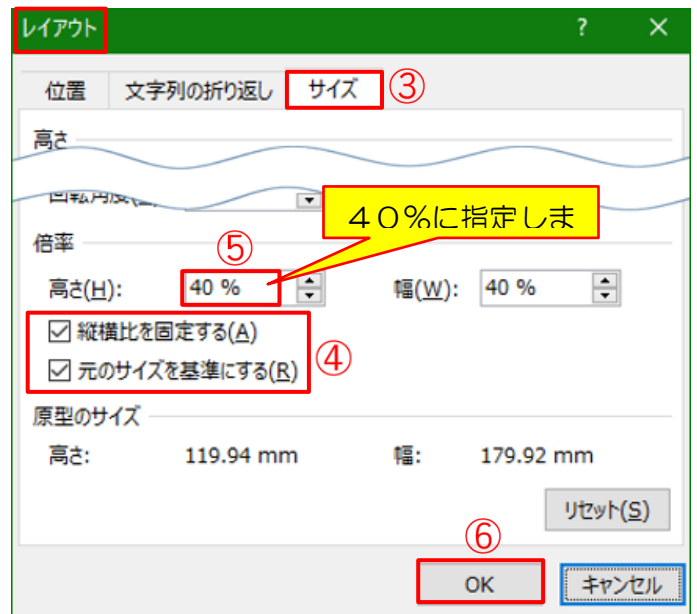 レイアウト ? ×
位置 文字列の折り返し サイズ ③
高さ
４０%に指定しま
倍率 ⑤
高さ(H): 40 % 幅(W): 40 %
縦横比を固定する(A)
元のサイズを基準にする(R) ④
原型のサイズ
高さ: 119.94 mm 幅: 179.92 mm
リセット(S)
⑥
OK キャンセル